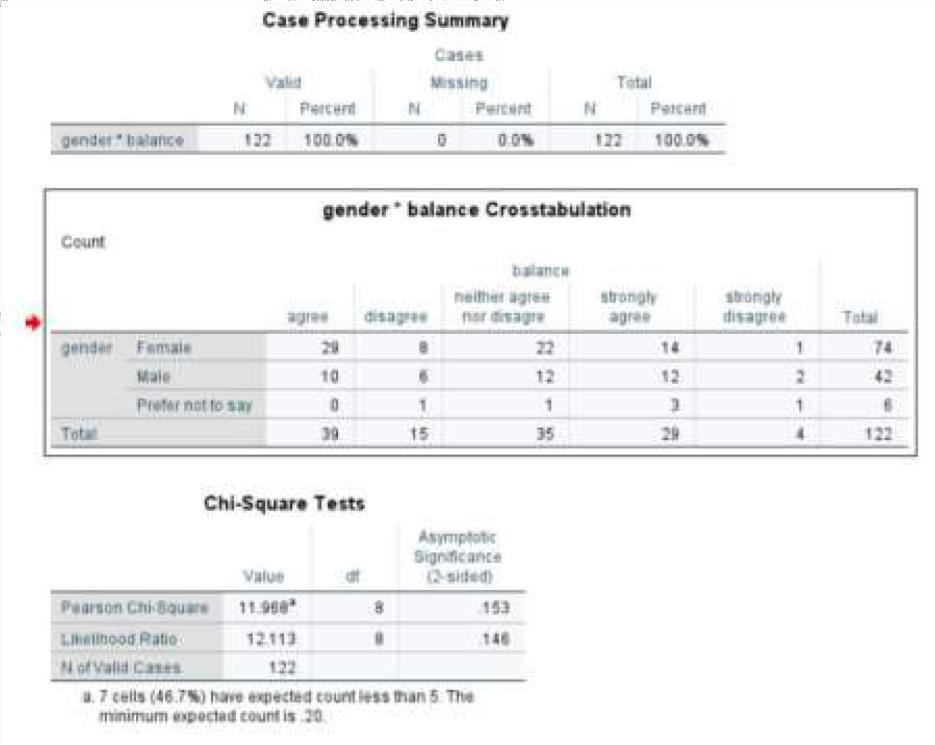 Case Processing Summary
Cases
Valid Missing Total
N Percent N Percent N Percent
gender * balance 122 100.0% 0 0.0% 122 100.0%
gender * balance Crosstabulation
Count
balance
agree disagree neither agree nor disagre strongly agree strongly disagree Total
gender Female 29 8 22 14 1 74
Male 10 6 12 12 2 42
Prefer not to say 0 1 1 3 1 6
Total 39 15 35 29 4 122
Chi-Square Tests
Value df Asymptotic Significance (2-sided)
Pearson Chi-Square 11.968a 8 .153
Likelihood Ratio 12.113 8 .146
N of Valid Cases 122
a. 7 cells (46.7%) have expected count less than 5. The
minimum expected count is .20.